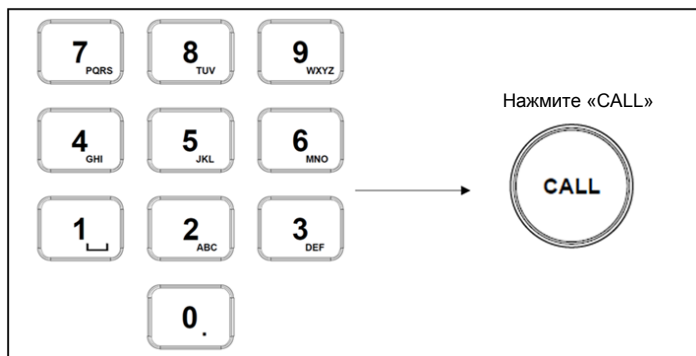 7 PQRS 8 TUV 9 WXYZ
Нажмите «CALL»
4 GHI 5 JKL 6 MNO
CALL
1 2 ABC 3 DEF
0 .